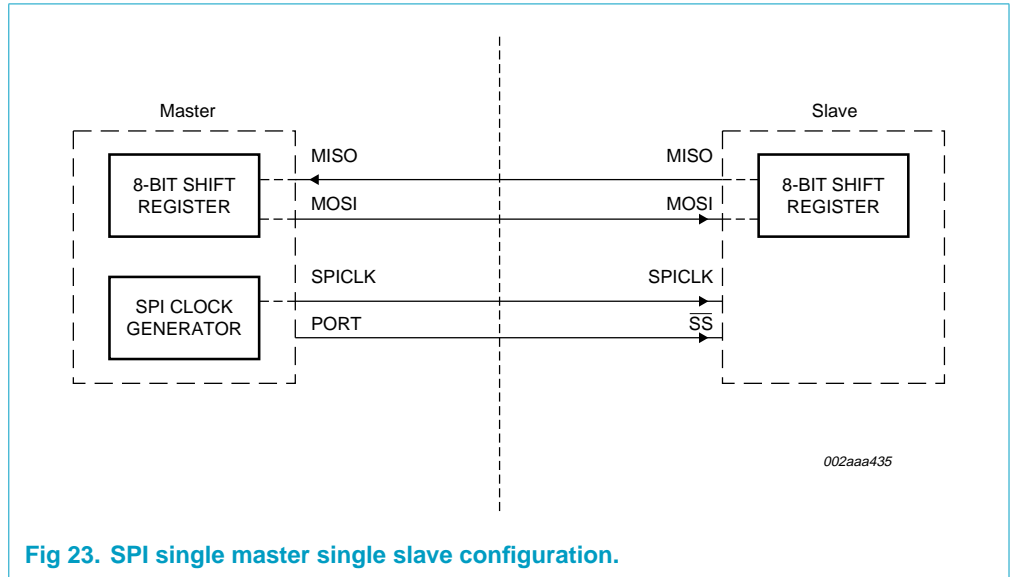 Master
Slave
8-BIT SHIFT
REGISTER
MISO
MISO
8-BIT SHIFT
REGISTER
MOSI
MOSI
SPI CLOCK
GENERATOR
SPICLK
SPICLK
PORT
S̅S̅
002aaa435
Fig 23. SPI single master single slave configuration.